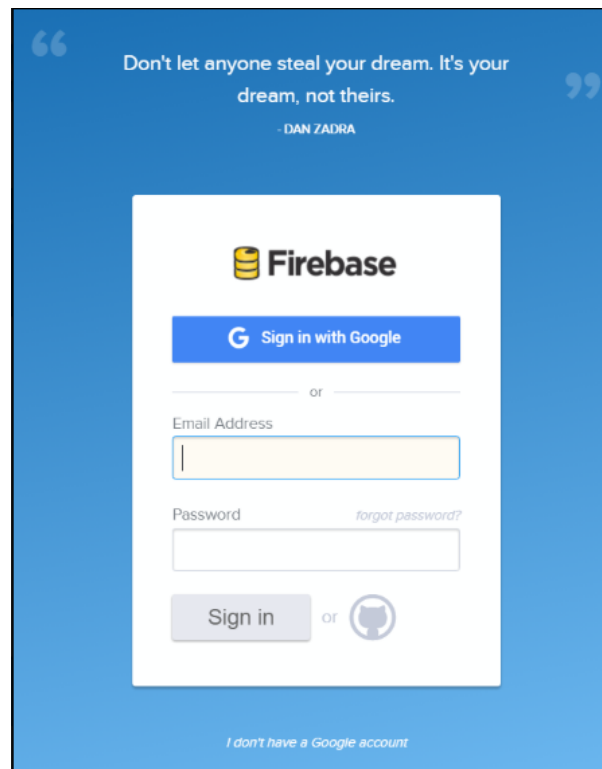 “
Don't let anyone steal your dream. It's your
dream, not theirs.
”
- DAN ZADRA
Firebase
G Sign in with Google
or
Email Address
Password forgot password?
Sign in or
I don't have a Google account